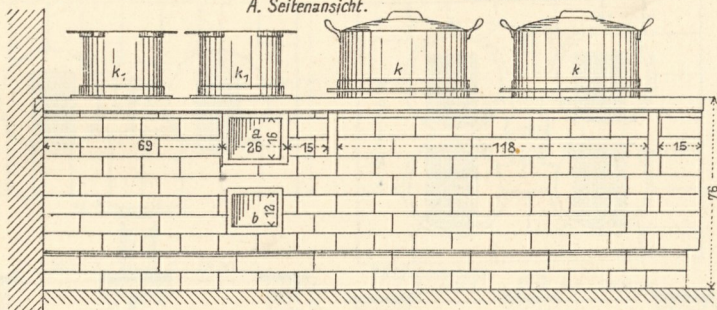 A. Seitenansicht.
k₁ k₁ k k
69 a 26 16 15 118 15
b 12
76